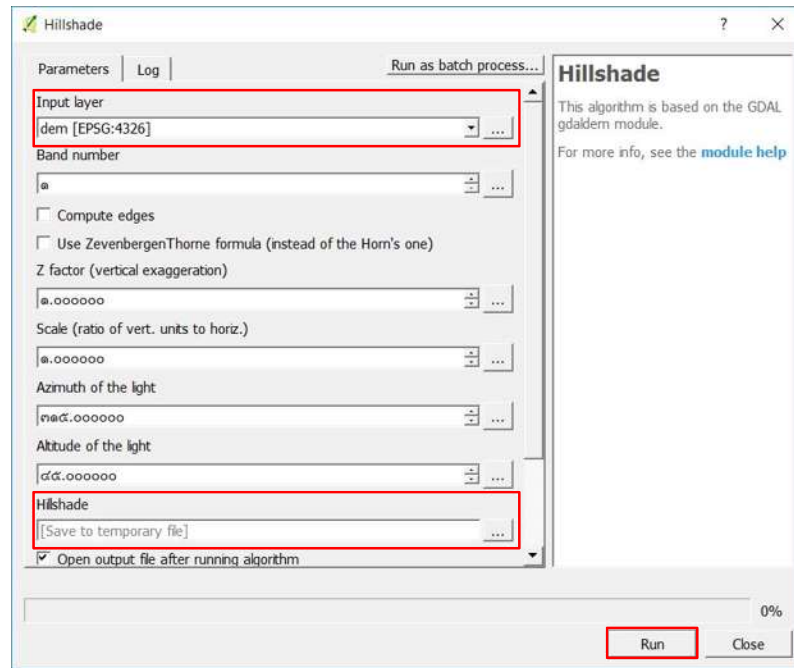 Hillshade
?
Parameters
Log
Run as batch process...
Input layer
dem [EPSG:4326]
...
Band number
๑
...
Compute edges
Use ZevenbergenThorne formula (instead of the Horn's one)
Z factor (vertical exaggeration)
๑.๐๐๐๐๐๐
...
Scale (ratio of vert. units to horiz.)
๑.๐๐๐๐๐๐
...
Azimuth of the light
๓๑๕.๐๐๐๐๐๐
...
Altitude of the light
๔๕.๐๐๐๐๐๐
...
Hillshade
[Save to temporary file]
...
Open output file after running algorithm
Hillshade
This algorithm is based on the GDAL
gdaldem module.
For more info, see the module help
0%
Run
Close